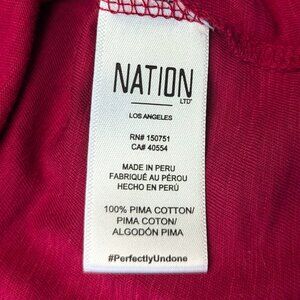 NATION
LTD
LOS ANGELES
RN# 150751
CA# 40554
MADE IN PERU
FABRIQUÉ AU PÉROU
HECHO EN PERÚ
100% PIMA COTTON/
PIMA COTON/
ALGODÓN PIMA
#PerfectlyUndone